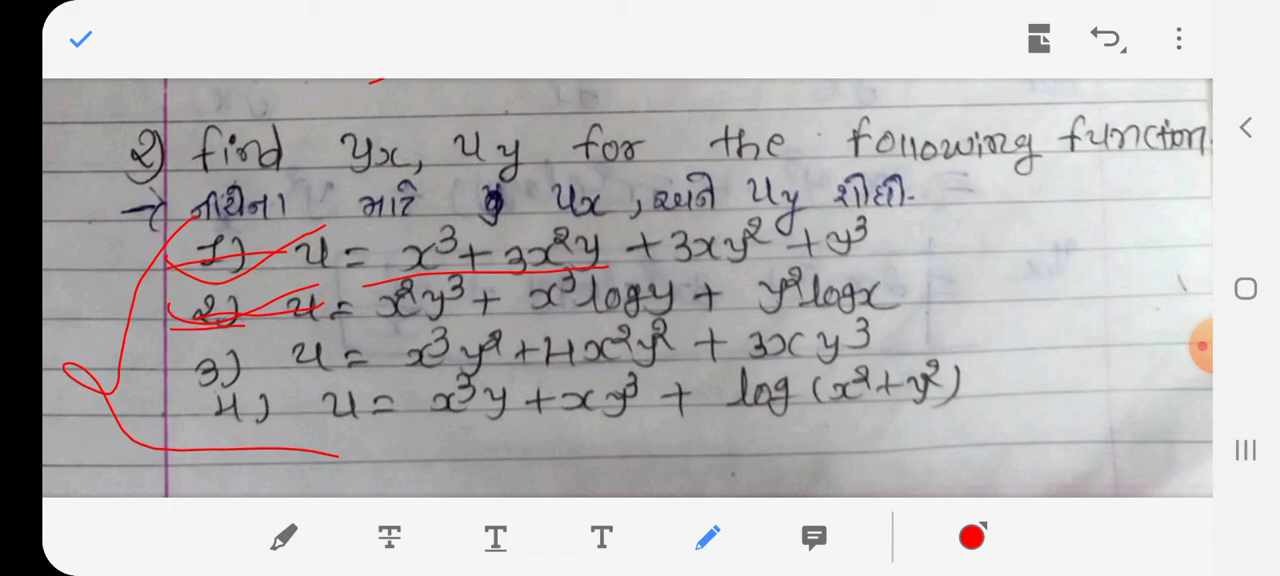 2) find yx, uy for the following function.
→ નીચેના માટે ux, અને uy શોધો.
1) u = x³ + 3x²y + 3xy² + y³
2) u = x²y³ + x³logy + y²logx
3) u = x³y² + 4x²y² + 3xy³
4) u = x³y + xy³ + log (x² + y²)
T T T